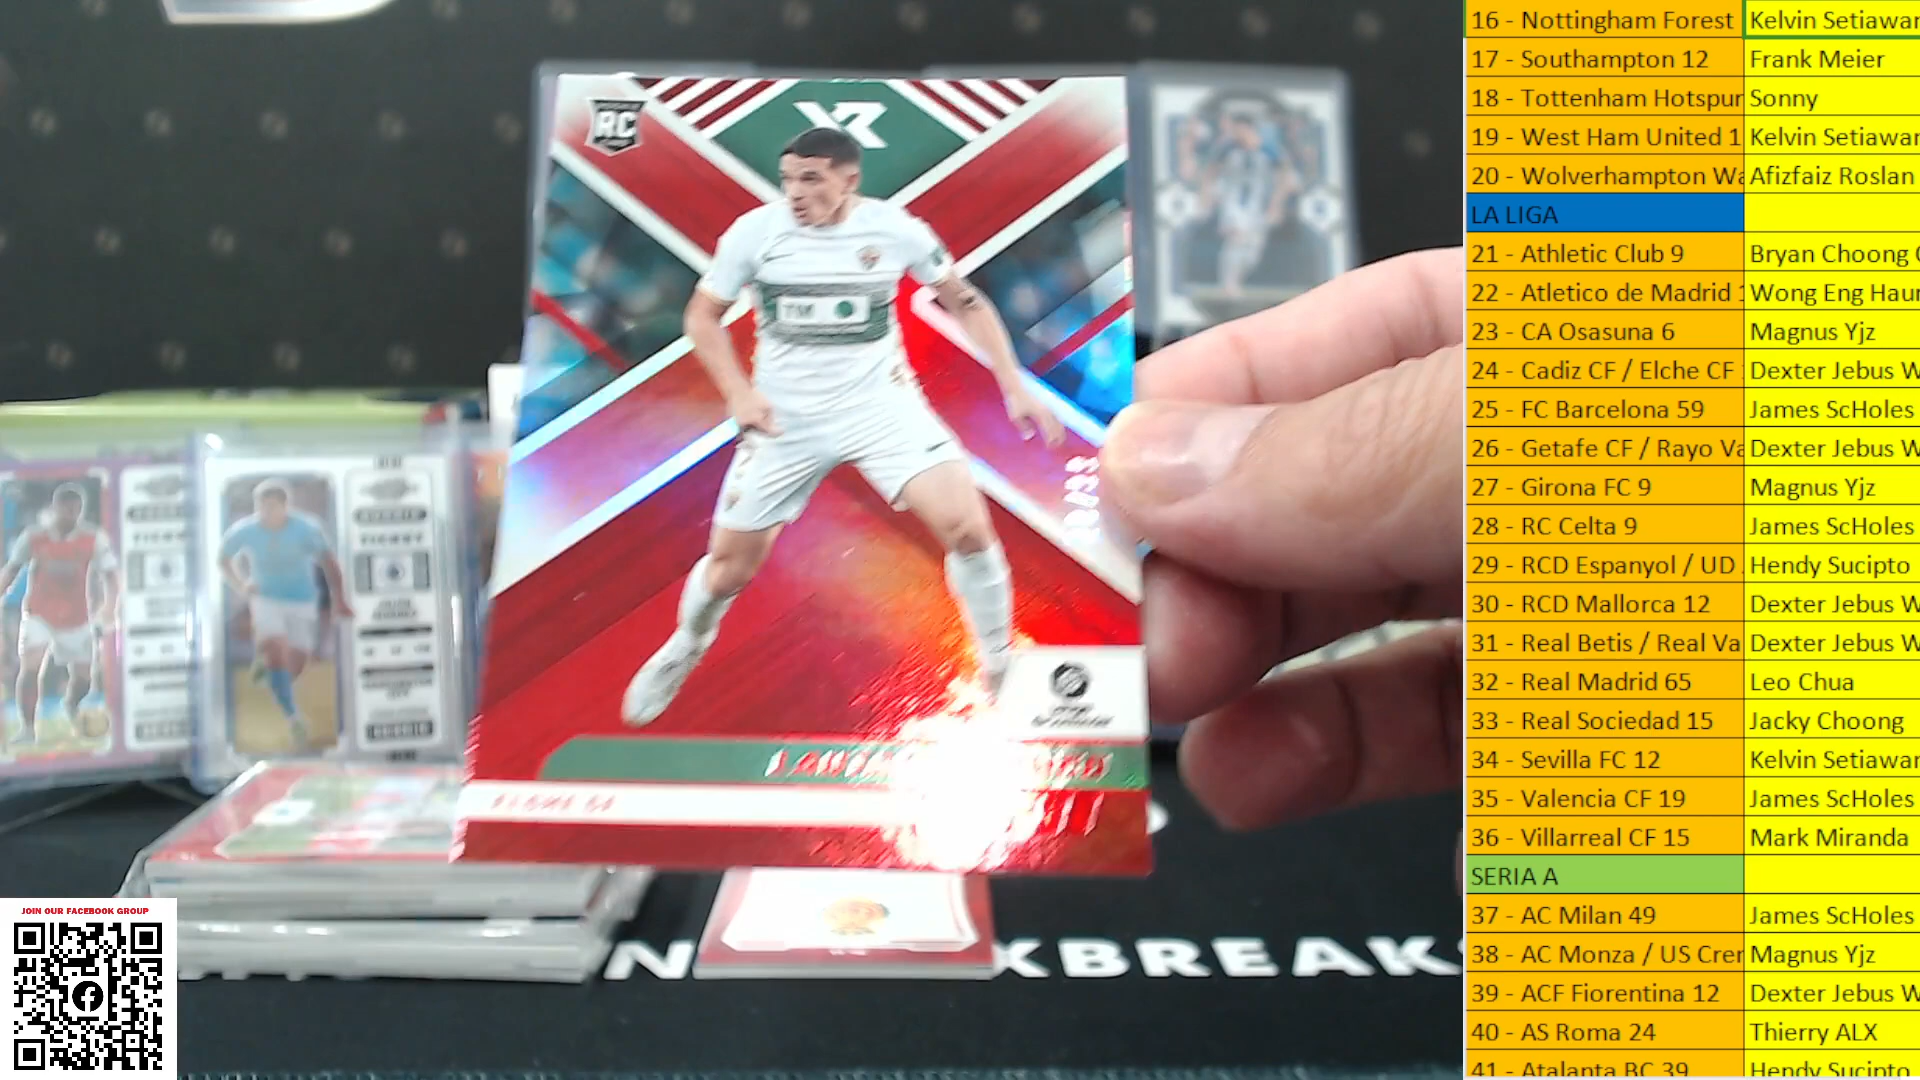 16 - Nottingham Forest Kelvin Setiawan
17 - Southampton 12 Frank Meier
18 - Tottenham Hotspur Sonny
19 - West Ham United 1 Kelvin Setiawan
20 - Wolverhampton Wa Afizfaiz Roslan
LA LIGA
21 - Athletic Club 9 Bryan Choong
22 - Atletico de Madrid 1 Wong Eng Haur
23 - CA Osasuna 6 Magnus Yjz
24 - Cadiz CF / Elche CF Dexter Jebus W
25 - FC Barcelona 59 James ScHoles
26 - Getafe CF / Rayo Va Dexter Jebus W
27 - Girona FC 9 Magnus Yjz
28 - RC Celta 9 James ScHoles
29 - RCD Espanyol / UD Hendy Sucipto
30 - RCD Mallorca 12 Dexter Jebus W
31 - Real Betis / Real Va Dexter Jebus W
32 - Real Madrid 65 Leo Chua
33 - Real Sociedad 15 Jacky Choong
34 - Sevilla FC 12 Kelvin Setiawan
35 - Valencia CF 19 James ScHoles
36 - Villarreal CF 15 Mark Miranda
SERIA A
37 - AC Milan 49 James ScHoles
38 - AC Monza / US Crer Magnus Yjz
39 - ACF Fiorentina 12 Dexter Jebus W
40 - AS Roma 24 Thierry ALX
41 - Atalanta BC 39 Hendy Sucipto
XR
RC
TM
JOIN OUR FACEBOOK GROUP
TICKET
TICKET
KBREAK